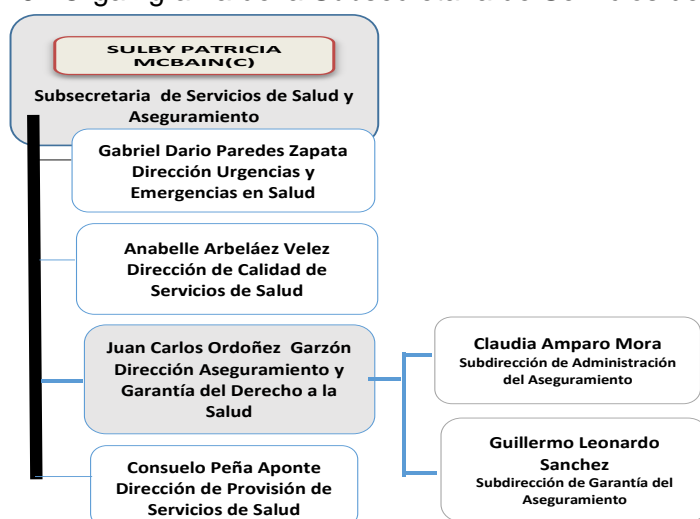 SULBY PATRICIA
MCBAIN(C)
Subsecretaria de Servicios de Salud y
Aseguramiento
Gabriel Dario Paredes Zapata
Dirección Urgencias y
Emergencias en Salud
Anabelle Arbeláez Velez
Dirección de Calidad de
Servicios de Salud
Juan Carlos Ordoñez Garzón
Dirección Aseguramiento y
Garantía del Derecho a la
Salud
Claudia Amparo Mora
Subdirección de Administración
del Aseguramiento
Guillermo Leonardo
Sanchez
Subdirección de Garantía del
Aseguramiento
Consuelo Peña Aponte
Dirección de Provisión de
Servicios de Salud